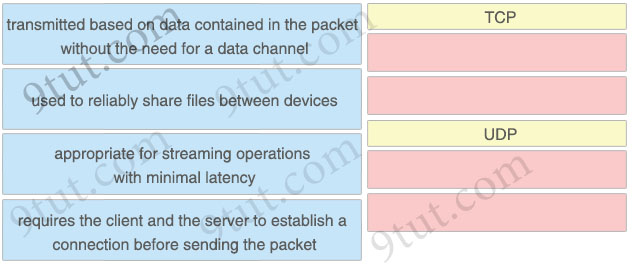 transmitted based on data contained in the packet
without the need for a data channel
used to reliably share files between devices
appropriate for streaming operations
with minimal latency
requires the client and the server to establish a
connection before sending the packet
TCP
UDP
9tut.com
9tut.com
9tut.com
9tut.com
9tut.com
9tut.com